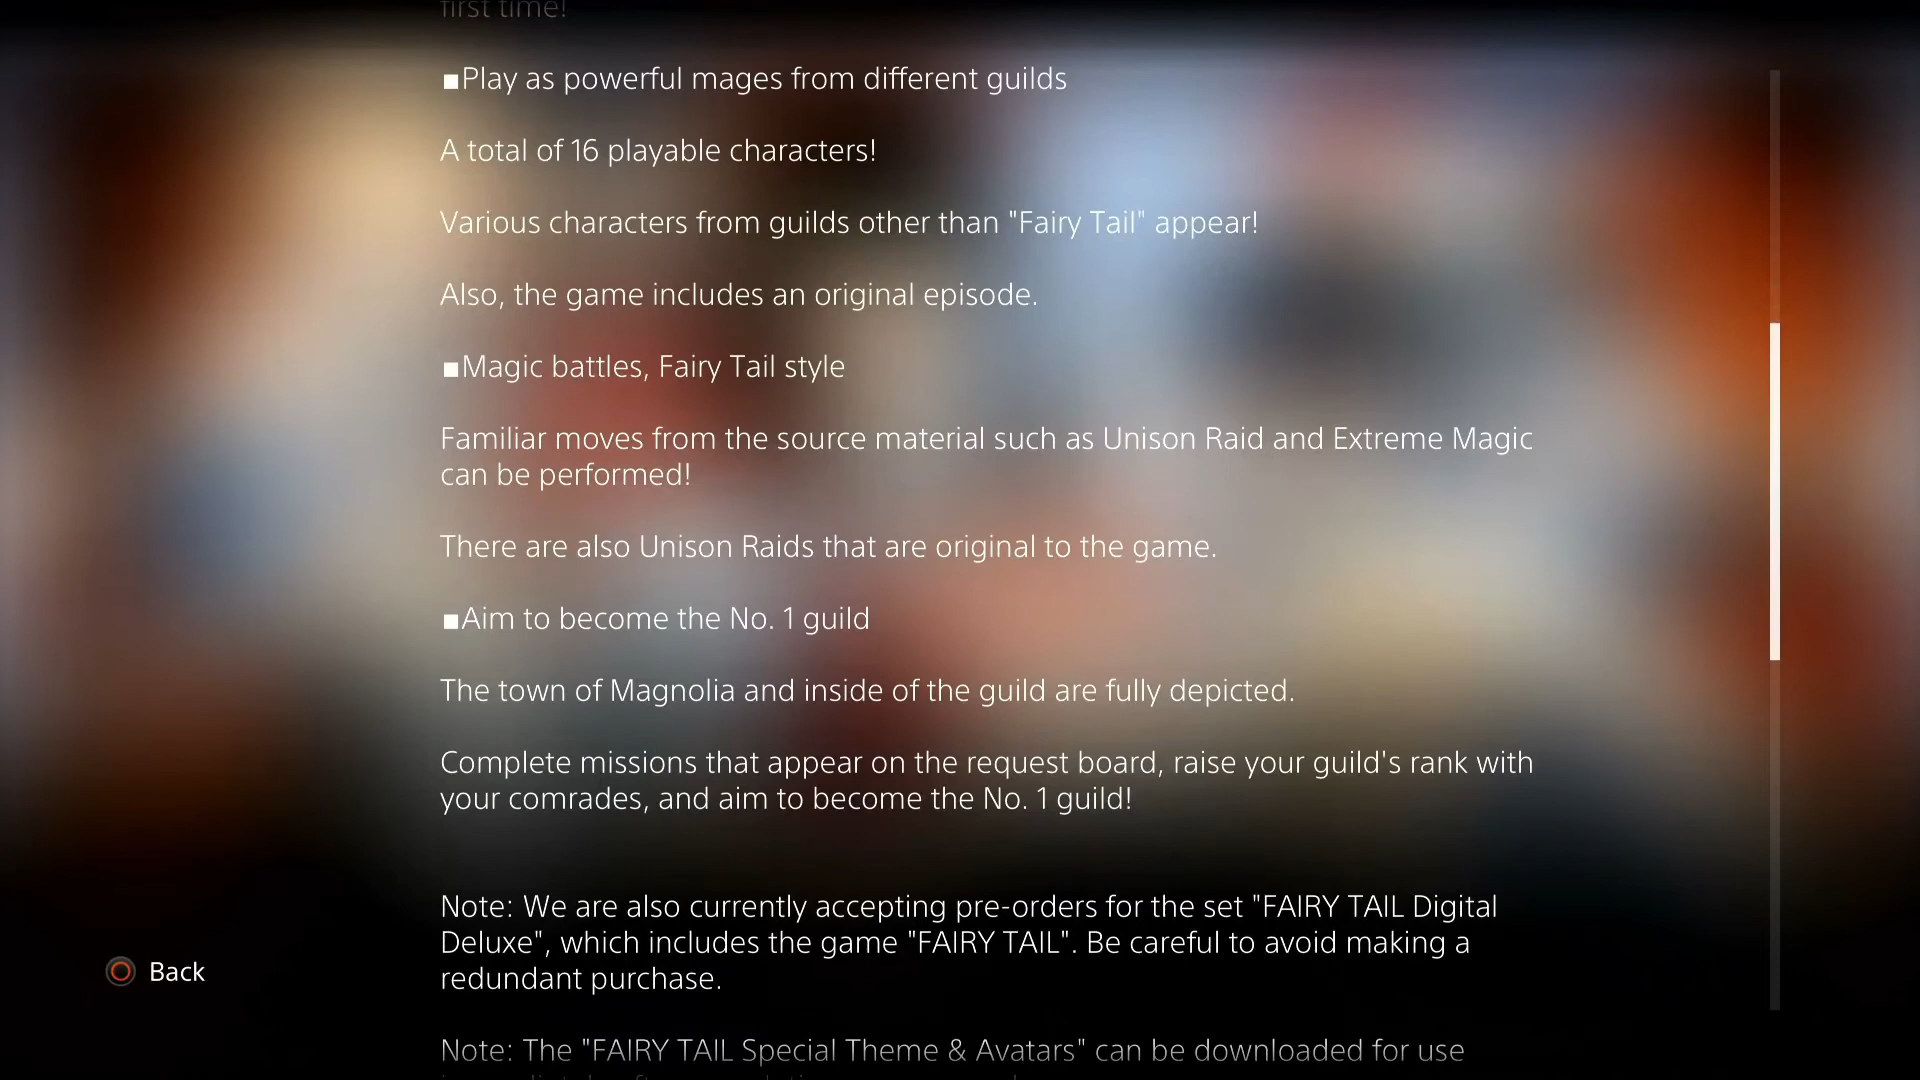 first time!
■Play as powerful mages from different guilds
A total of 16 playable characters!
Various characters from guilds other than "Fairy Tail" appear!
Also, the game includes an original episode.
■Magic battles, Fairy Tail style
Familiar moves from the source material such as Unison Raid and Extreme Magic
can be performed!
There are also Unison Raids that are original to the game.
■Aim to become the No. 1 guild
The town of Magnolia and inside of the guild are fully depicted.
Complete missions that appear on the request board, raise your guild's rank with
your comrades, and aim to become the No. 1 guild!
Note: We are also currently accepting pre-orders for the set "FAIRY TAIL Digital
Deluxe", which includes the game "FAIRY TAIL". Be careful to avoid making a
redundant purchase.
Back
Note: The "FAIRY TAIL Special Theme & Avatars" can be downloaded for use